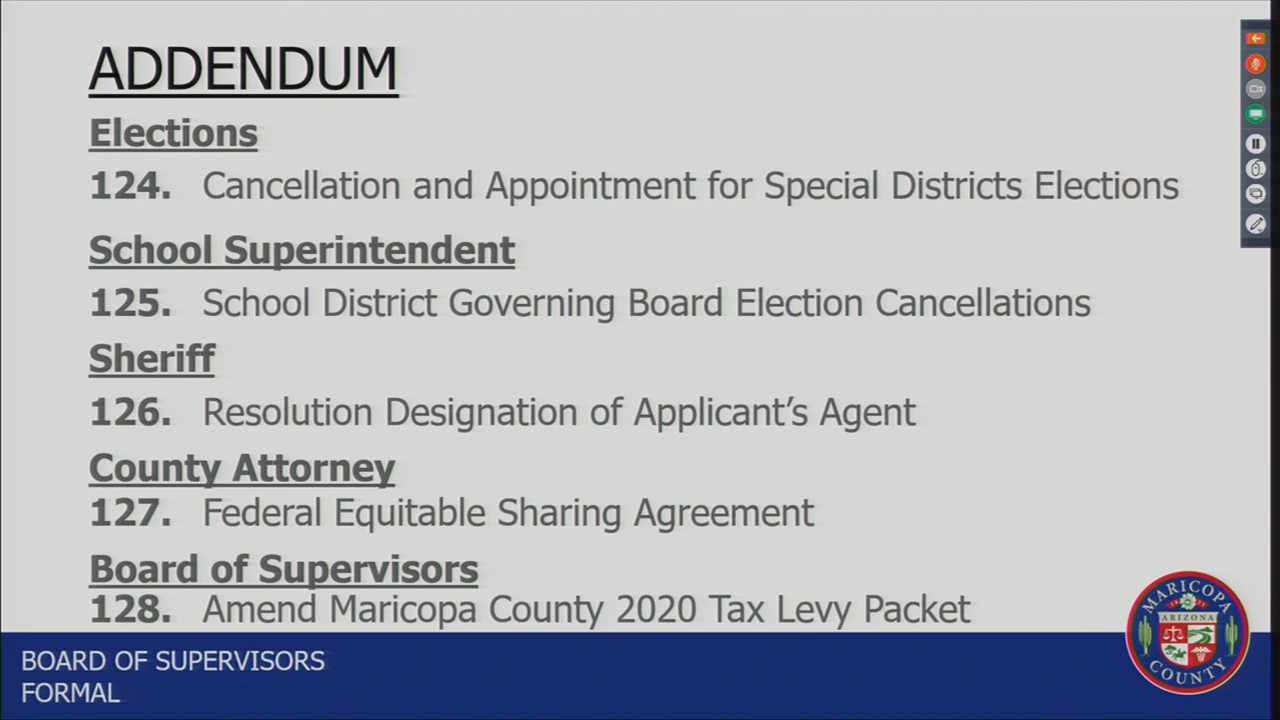 ADDENDUM
Elections
124. Cancellation and Appointment for Special Districts Elections
School Superintendent
125. School District Governing Board Election Cancellations
Sheriff
126. Resolution Designation of Applicant’s Agent
County Attorney
127. Federal Equitable Sharing Agreement
Board of Supervisors
128. Amend Maricopa County 2020 Tax Levy Packet
BOARD OF SUPERVISORS
FORMAL
MARICOPA
ARIZONA
COUNTY